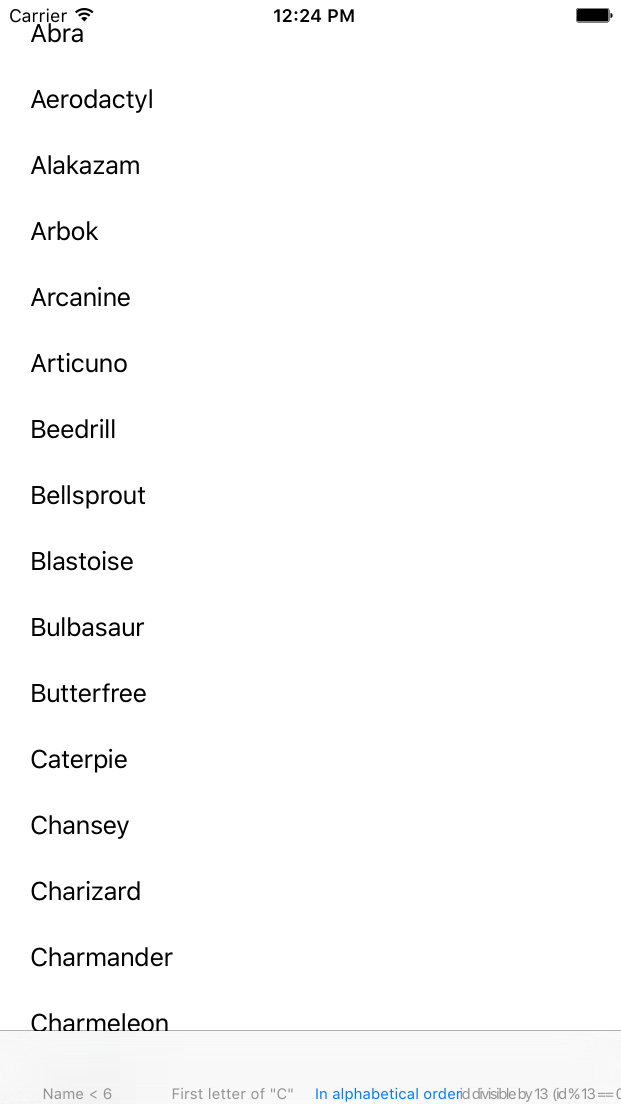 Carrier 12:24 PM
Abra
Aerodactyl
Alakazam
Arbok
Arcanine
Articuno
Beedrill
Bellsprout
Blastoise
Bulbasaur
Butterfree
Caterpie
Chansey
Charizard
Charmander
Charmeleon
Name < 6 First letter of "C" In alphabetical order id divisible by 13 (id % 13 == 0